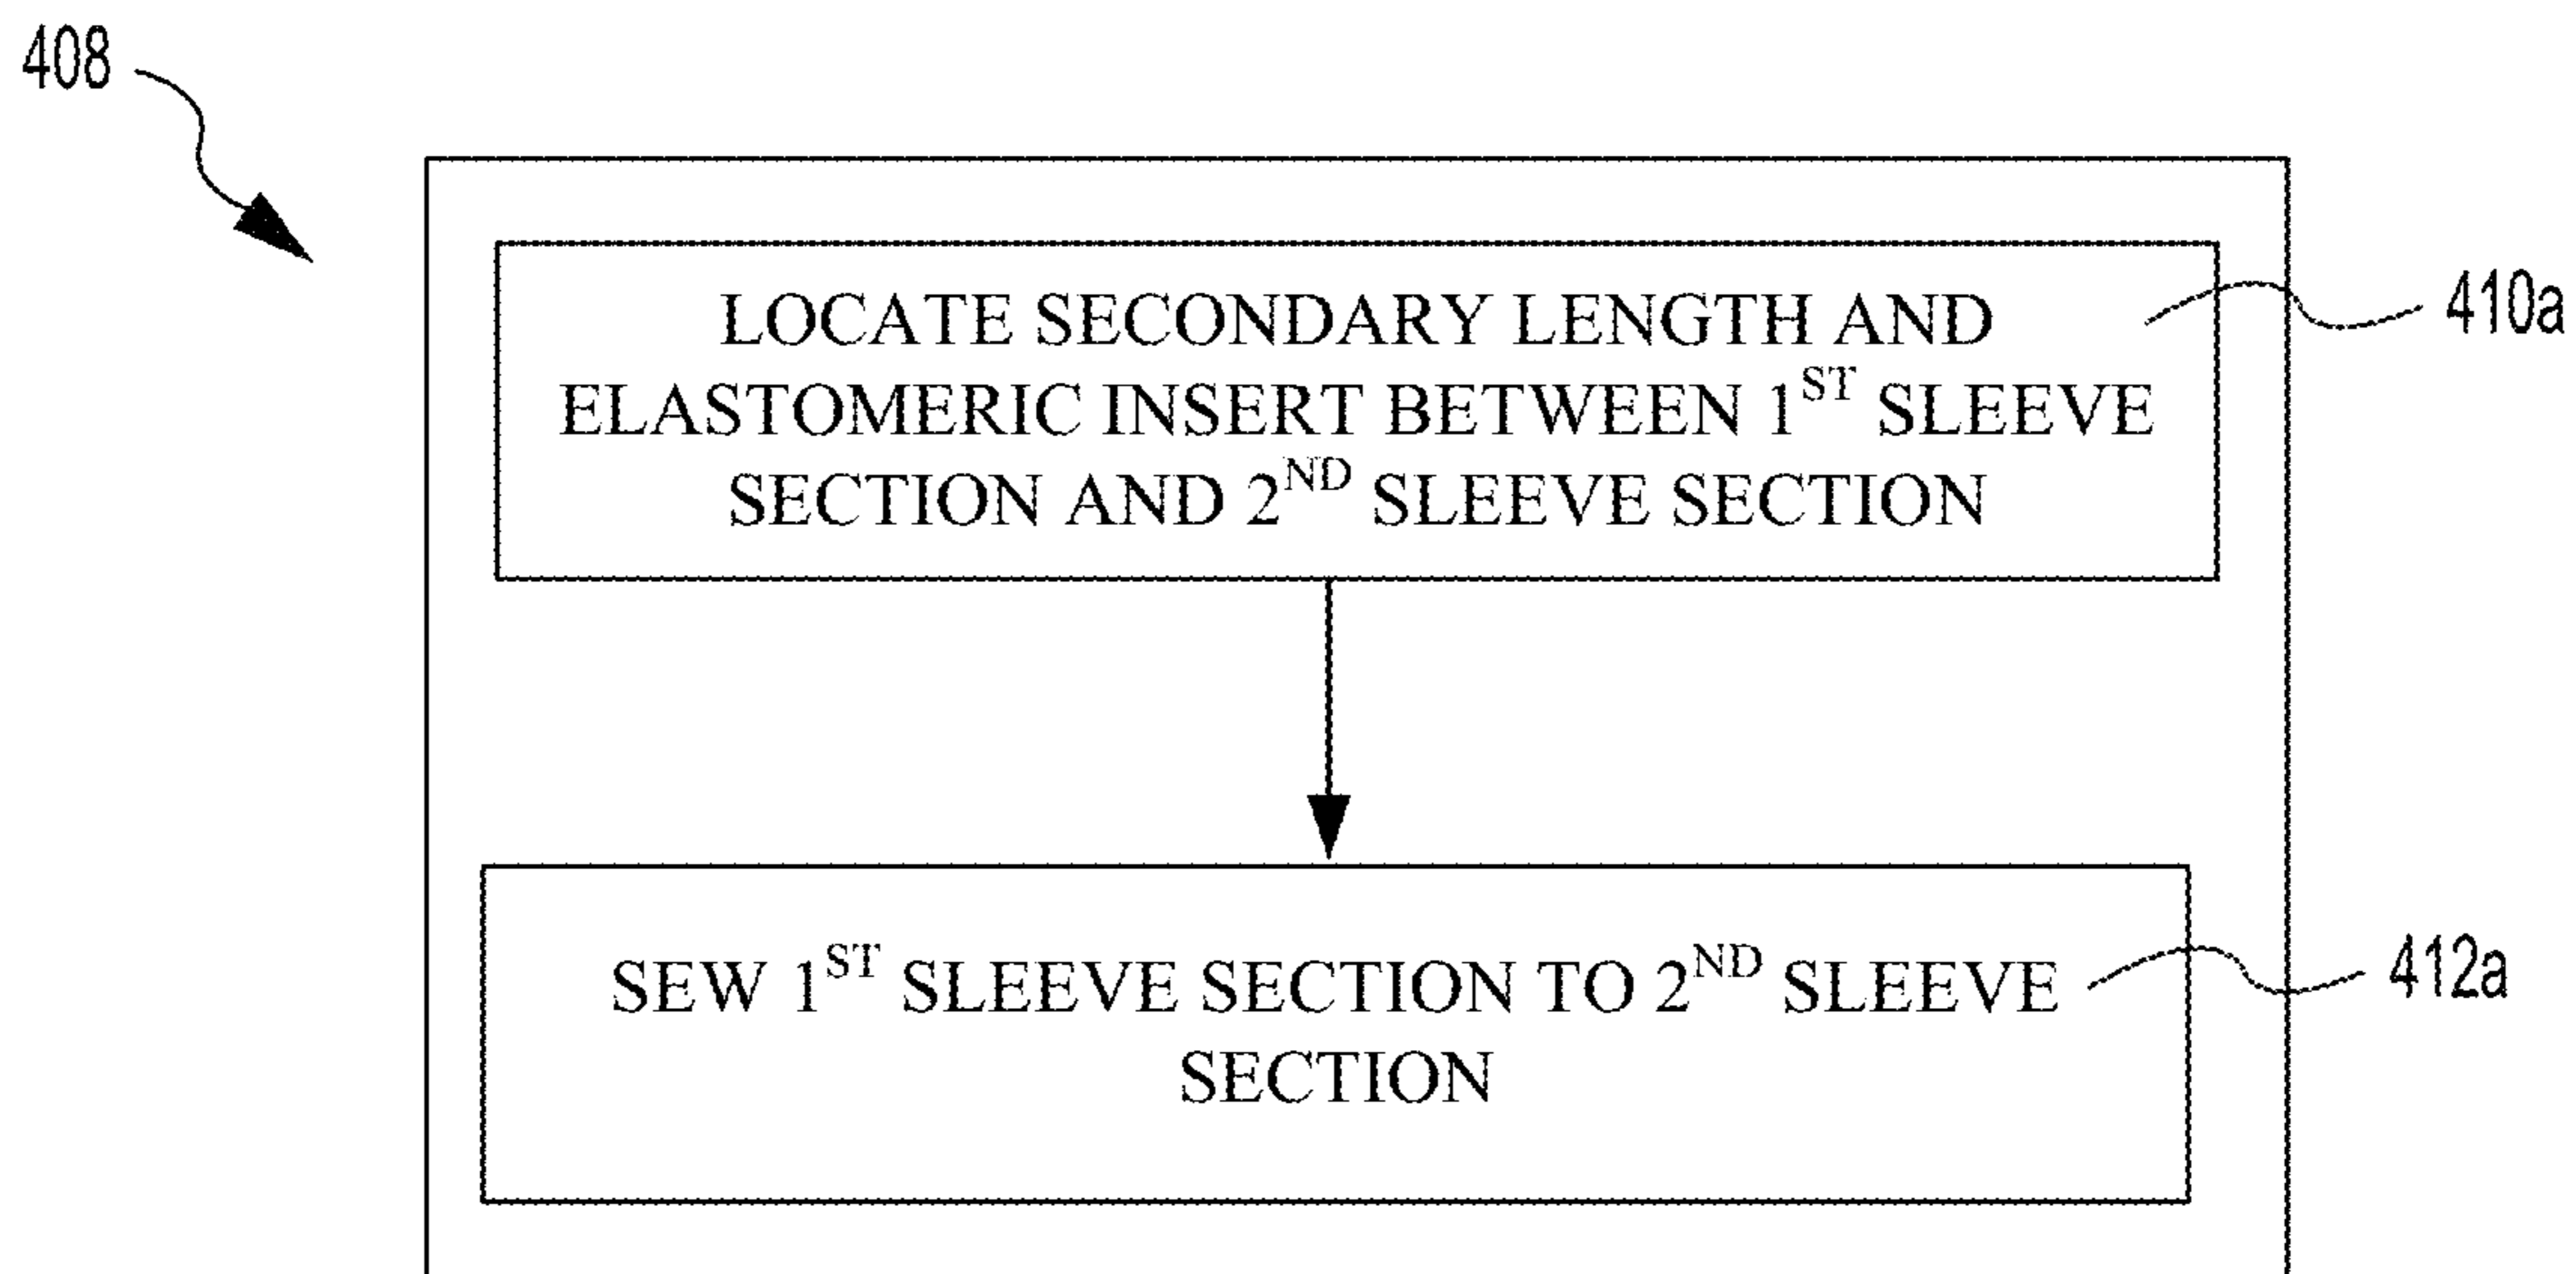 408
LOCATE SECONDARY LENGTH AND
ELASTOMERIC INSERT BETWEEN 1ST SLEEVE
SECTION AND 2ND SLEEVE SECTION
410a
SEW 1ST SLEEVE SECTION TO 2ND SLEEVE
SECTION
412a